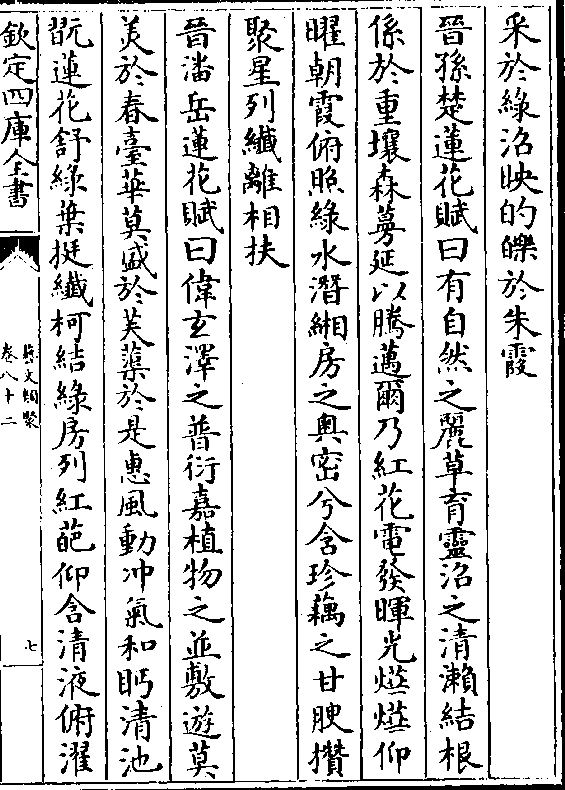 采於綠沼映的皪於朱霞
晉孫楚蓮花賦曰有自然之麗草育靈沼之清瀨結根
係於重壤森蔓延以騰邁爾乃紅花電發暉光燁燁仰
曜朝霞俯照綠水潛緗房之奧密兮含珍藕之甘腴攢
聚星列纖離相扶
晉潘岳蓮花賦曰偉玄澤之普衍嘉植物之並敷遊莫
美於春臺華莫盛於芙蕖於是惠風動沖氣和眄清池
翫蓮花舒綠葉挺纖柯結綠房列紅葩仰含清液俯濯
欽定四庫全書
藝文類聚
卷八十二
七